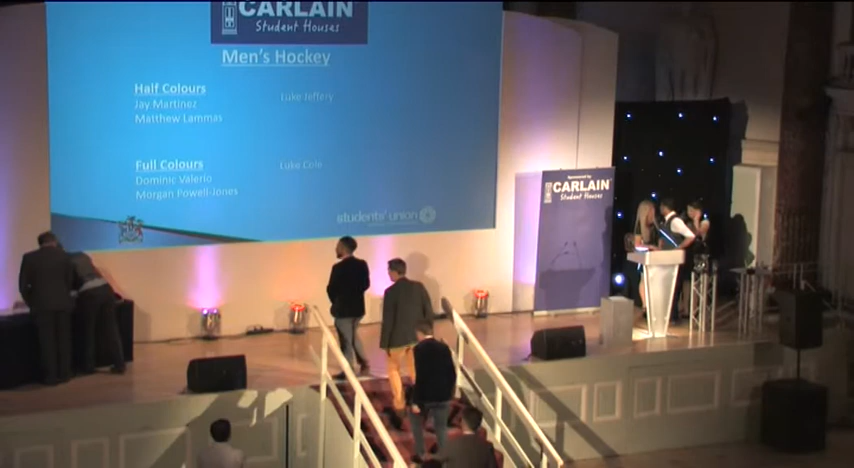 CARLAIN
Student Houses
Men's Hockey
Half Colours
Jay Martinez
Luke Jeffery
Matthew Lammas
Full Colours
Luke Cole
Dominic Valerio
Morgan Powell-Jones
students' union
Sponsored by
CARLAIN
Student Houses